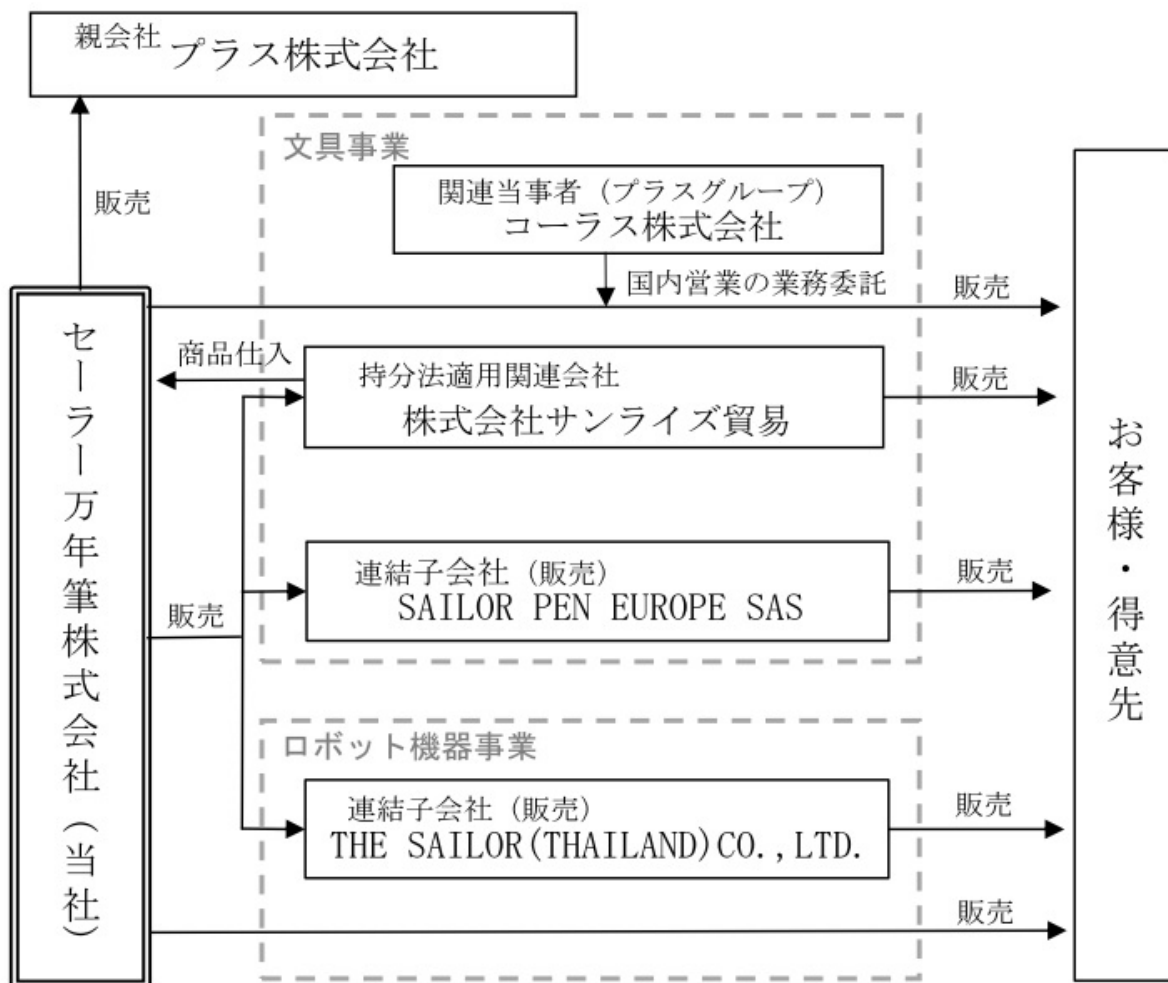 親会社
プラス株式会社
販売
文具事業
関連当事者（プラスグループ）
コーラス株式会社
国内営業の業務委託
販売
セーラー万年筆株式会社（当社）
商品仕入
持分法適用関連会社
株式会社サンライズ貿易
販売
お客様・得意先
連結子会社（販売）
SAILOR PEN EUROPE SAS
販売
販売
ロボット機器事業
連結子会社（販売）
THE SAILOR(THAILAND)CO.,LTD.
販売
販売